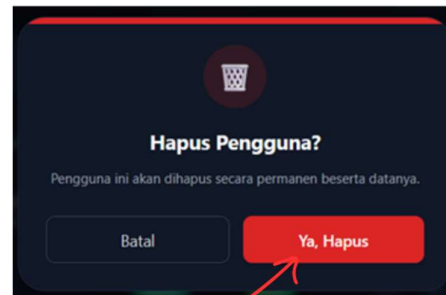 Hapus Pengguna?
Pengguna ini akan dihapus secara permanen beserta datanya.
Batal
Ya, Hapus